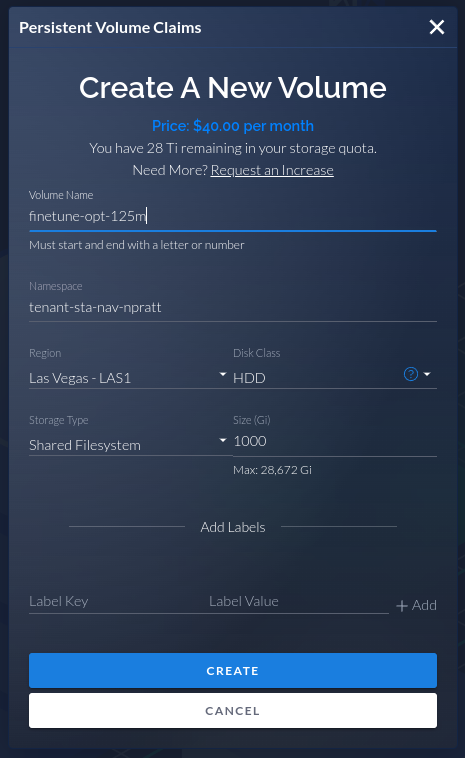 Persistent Volume Claims
Create A New Volume
Price: $40.00 per month
You have 28 Ti remaining in your storage quota.
Need More? Request an Increase
Volume Name
finetune-opt-125m
Must start and end with a letter or number
Namespace
tenant-sta-nav-npratt
Region Disk Class
Las Vegas - LAS1 HDD ?
Storage Type Size (Gi)
Shared Filesystem 1000
Max: 28,672 Gi
Add Labels
Label Key Label Value + Add
CREATE
CANCEL